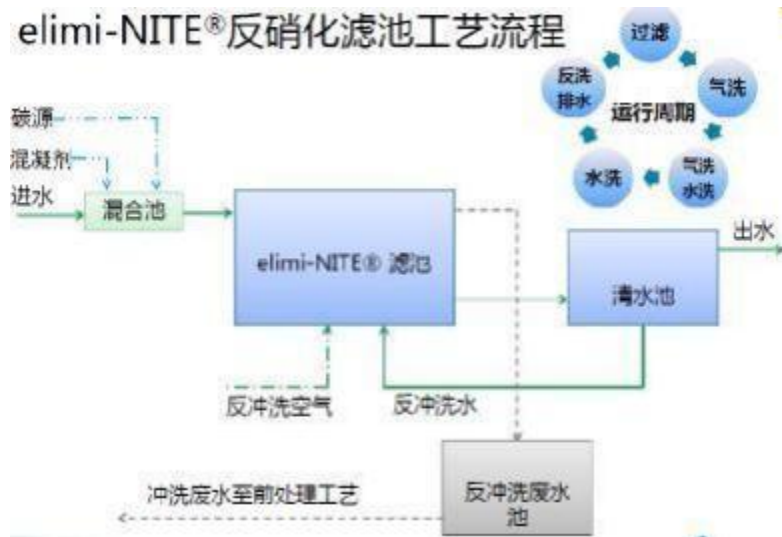 elimi-NITE®反硝化滤池工艺流程
过滤
反洗
排水
气洗
运行周期
水洗
气洗
水洗
碳源
混凝剂
进水
混合池
elimi-NITE® 滤池
清水池
出水
反冲洗空气
反冲洗水
冲洗废水至前处理工艺
反冲洗废水
池